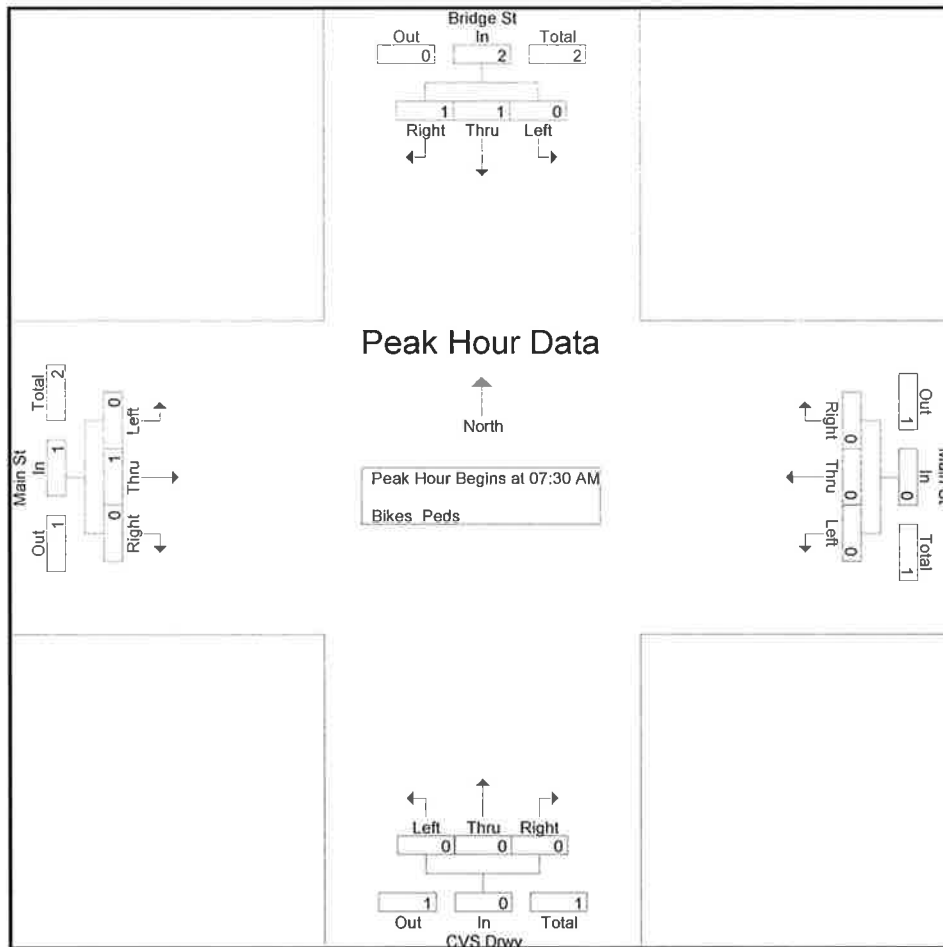 Bridge St
Out In Total
0 2 2
1 1 0
Right Thru Left
Peak Hour Data
North
Peak Hour Begins at 07:30 AM
Bikes Peds
Main St
Total In Out
2 1 1
0 1 0
Left Thru Right
Right Thru Left
0 0 0
Out In Total
1 0 1
Main St
Left Thru Right
0 0 0
1 0 1
Out In Total
CVS Drwy